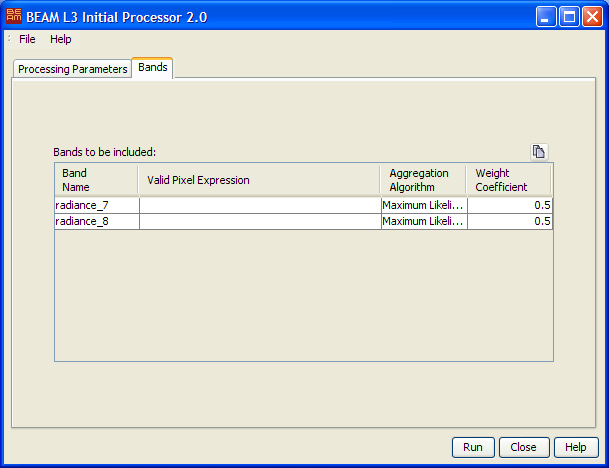 BEAM L3 Initial Processor 2.0
File Help
Processing Parameters Bands
Bands to be included:
Band Name Valid Pixel Expression Aggregation Algorithm Weight Coefficient
radiance_7 Maximum Likeli... 0.5
radiance_8 Maximum Likeli... 0.5
Run Close Help